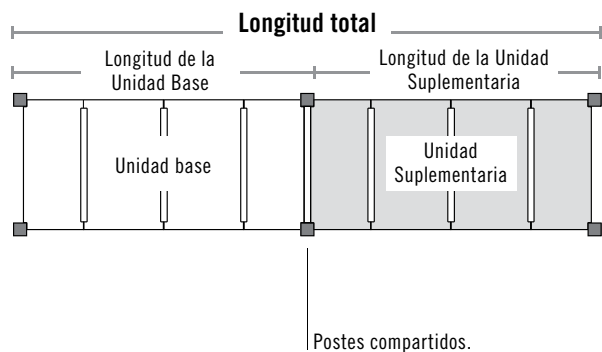 Longitud total
Longitud de la
Unidad Base
Longitud de la Unidad
Suplementaria
Unidad base
Unidad
Suplementaria
Postes compartidos.